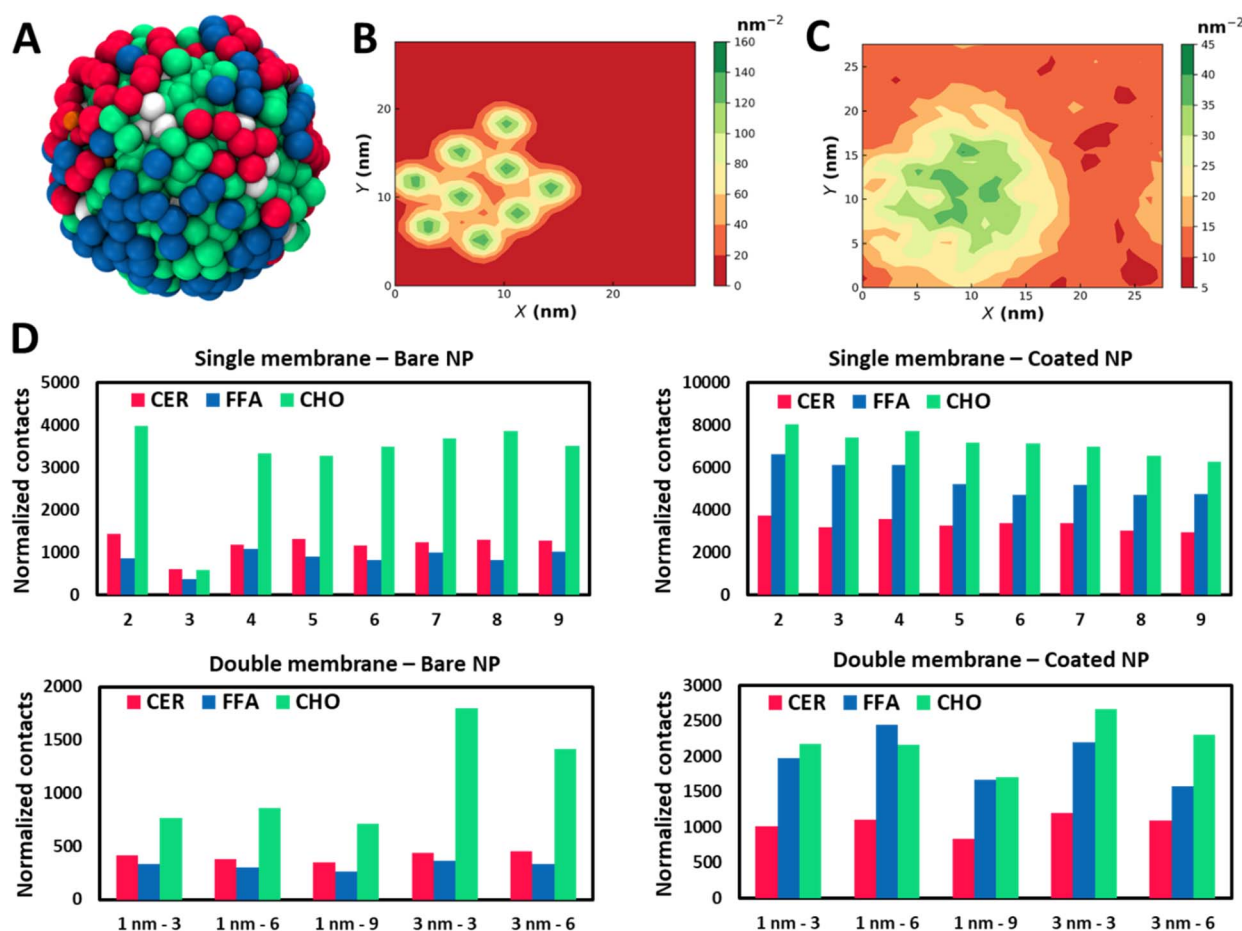 A
B
nm⁻²
160
140
120
100
80
60
40
20
0
Y (nm)
20
10
0
0
10
20
X (nm)
C
nm⁻²
45
40
35
30
25
20
15
10
5
Y (nm)
25
20
15
10
5
0
0
5
10
15
20
25
X (nm)
D
Single membrane – Bare NP
Normalized contacts
5000
4000
3000
2000
1000
0
CER FFA CHO
2 3 4 5 6 7 8 9
Single membrane – Coated NP
Normalized contacts
10000
8000
6000
4000
2000
0
CER FFA CHO
2 3 4 5 6 7 8 9
Double membrane – Bare NP
Normalized contacts
2000
1500
1000
500
0
CER FFA CHO
1 nm - 3 1 nm - 6 1 nm - 9 3 nm - 3 3 nm - 6
Double membrane – Coated NP
Normalized contacts
3000
2500
2000
1500
1000
500
0
CER FFA CHO
1 nm - 3 1 nm - 6 1 nm - 9 3 nm - 3 3 nm - 6